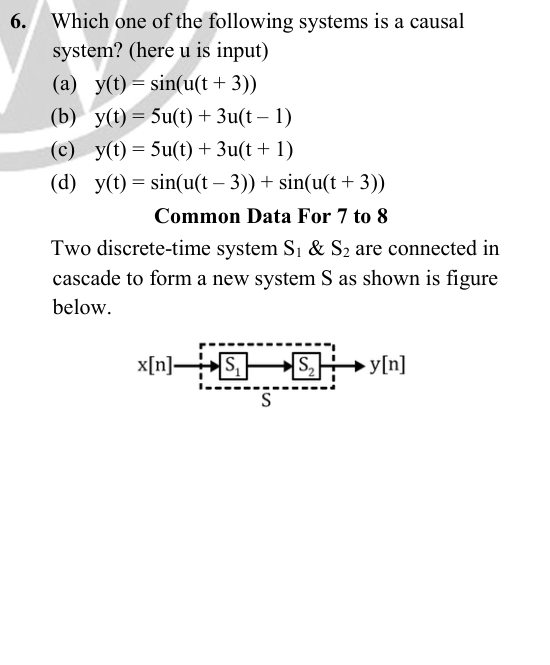 6. Which one of the following systems is a causal
system? (here u is input)
(a) y(t) = sin(u(t + 3))
(b) y(t) = 5u(t) + 3u(t – 1)
(c) y(t) = 5u(t) + 3u(t + 1)
(d) y(t) = sin(u(t – 3)) + sin(u(t + 3))
Common Data For 7 to 8
Two discrete-time system S₁ & S₂ are connected in
cascade to form a new system S as shown is figure
below.
x[n] S₁ S₂ y[n]
S